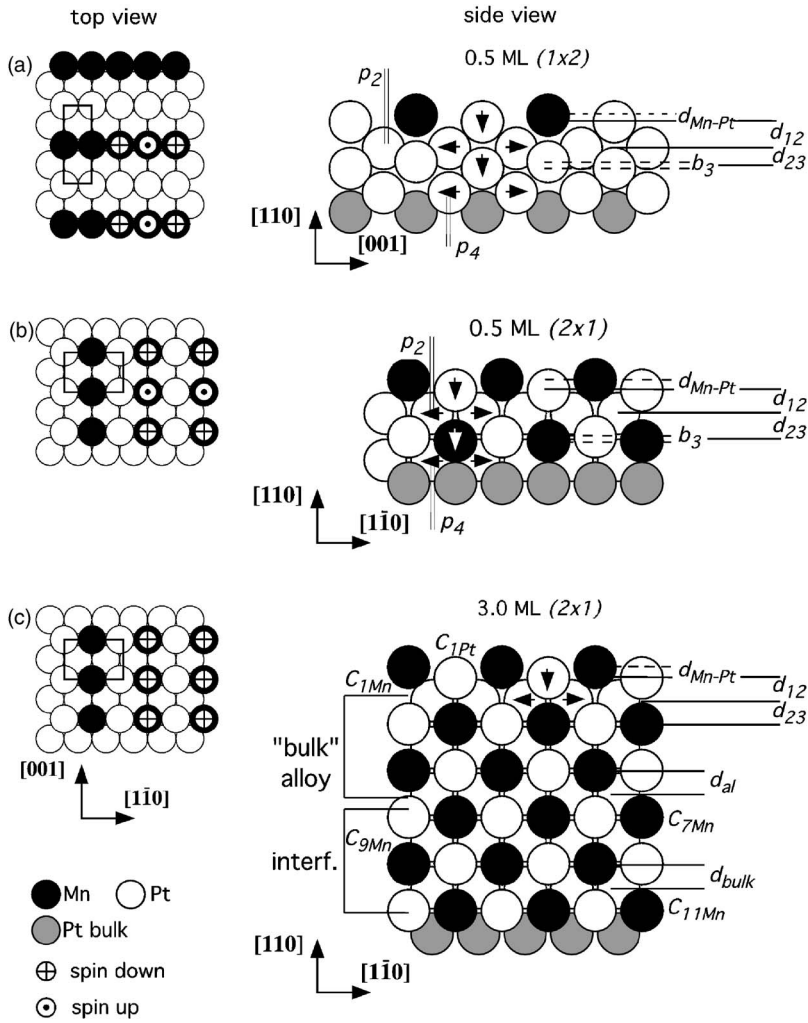 top view side view
(a)
0.5 ML (1x2)
p2
dMn-Pt
d12
b3
d23
[110]
[001]
p4
(b)
0.5 ML (2x1)
p2
dMn-Pt
d12
b3
d23
[110]
[11̄0]
p4
(c)
3.0 ML (2x1)
C1Pt
C1Mn
dMn-Pt
d12
d23
"bulk"
alloy
dal
C7Mn
C9Mn
interf.
dbulk
C11Mn
[001]
[11̄0]
[110]
[11̄0]
Mn Pt
Pt bulk
spin down
spin up